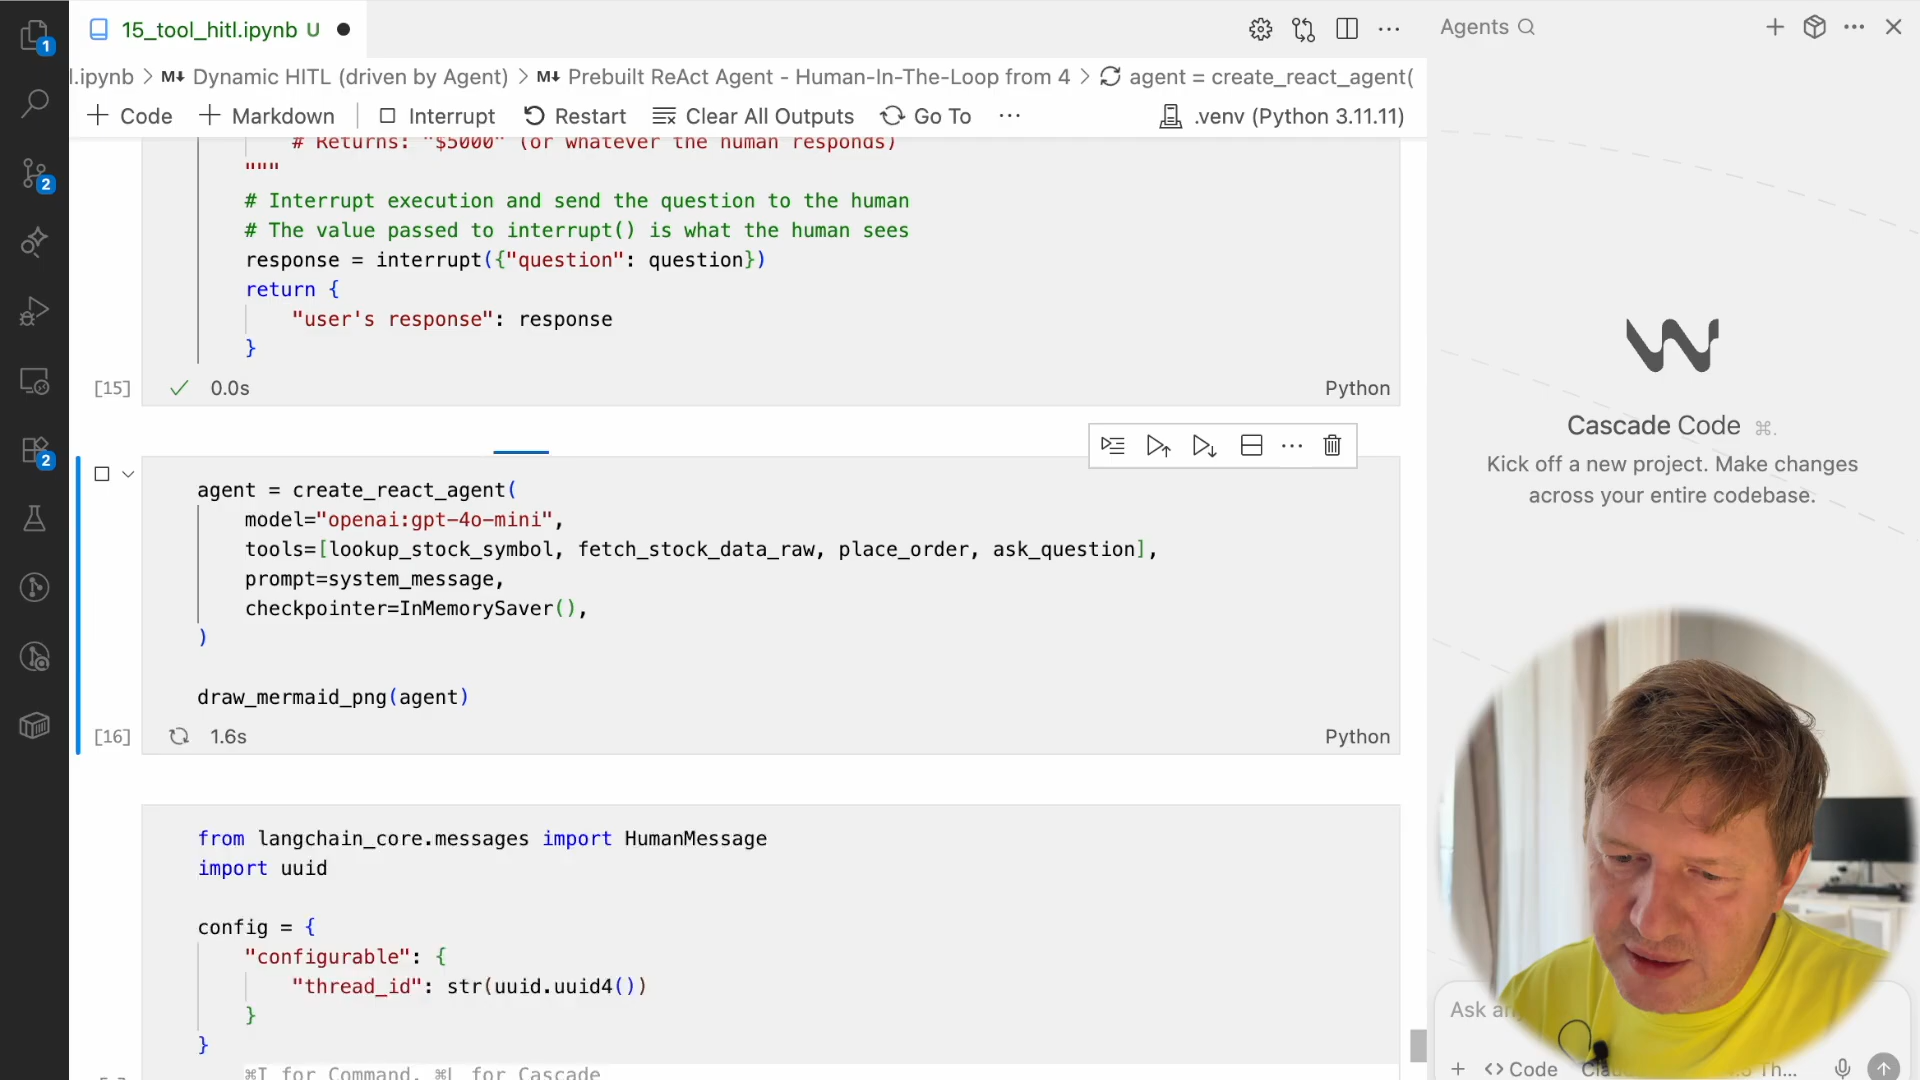 15_tool_hitl.ipynb U
Agents
1
l.ipynb > M↓ Dynamic HITL (driven by Agent) > M↓ Prebuilt ReAct Agent - Human-In-The-Loop from 4 > agent = create_react_agent(
+ Code + Markdown Interrupt Restart Clear All Outputs Go To ... .venv (Python 3.11.11)
# Returns: "$5000" (or whatever the human responds)
"""
2
# Interrupt execution and send the question to the human
# The value passed to interrupt() is what the human sees
response = interrupt({"question": question})
return {
"user's response": response
}
[15] 0.0s Python
Cascade Code ⌘.
Kick off a new project. Make changes
across your entire codebase.
2
agent = create_react_agent(
model="openai:gpt-4o-mini",
tools=[lookup_stock_symbol, fetch_stock_data_raw, place_order, ask_question],
prompt=system_message,
checkpointer=InMemorySaver(),
)
draw_mermaid_png(agent)
[16] 1.6s Python
from langchain_core.messages import HumanMessage
import uuid
config = {
"configurable": {
"thread_id": str(uuid.uuid4())
}
}
⌘I for Command, ⌘L for Cascade
Ask
+ <> Code